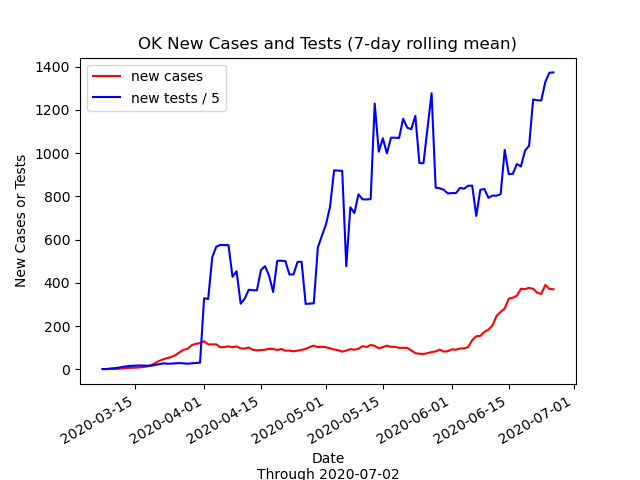 OK New Cases and Tests (7-day rolling mean)
new cases
new tests / 5
New Cases or Tests
1400
1200
1000
800
600
400
200
0
2020-03-15
2020-04-01
2020-04-15
2020-05-01
2020-05-15
2020-06-01
2020-06-15
2020-07-01
Date
Through 2020-07-02